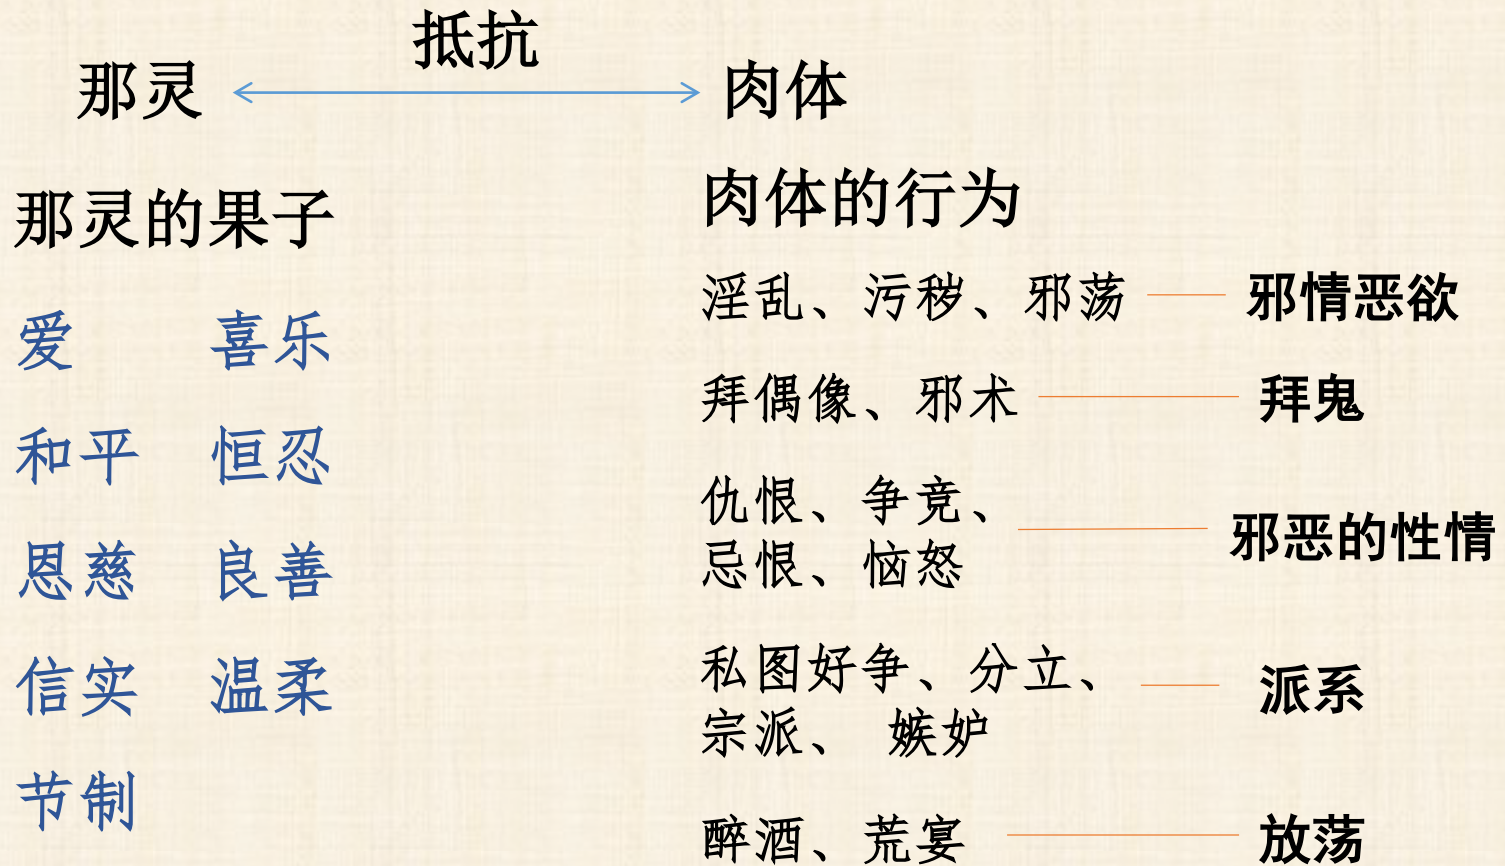 抵抗
那灵
肉体
那灵的果子
爱 喜乐
和平 恒忍
恩慈 良善
信实 温柔
节制
肉体的行为
淫乱、污秽、邪荡
邪情恶欲
拜偶像、邪术
拜鬼
仇恨、争竞、
忌恨、恼怒
邪恶的性情
私图好争、分立、
宗派、 嫉妒
派系
醉酒、荒宴
放荡